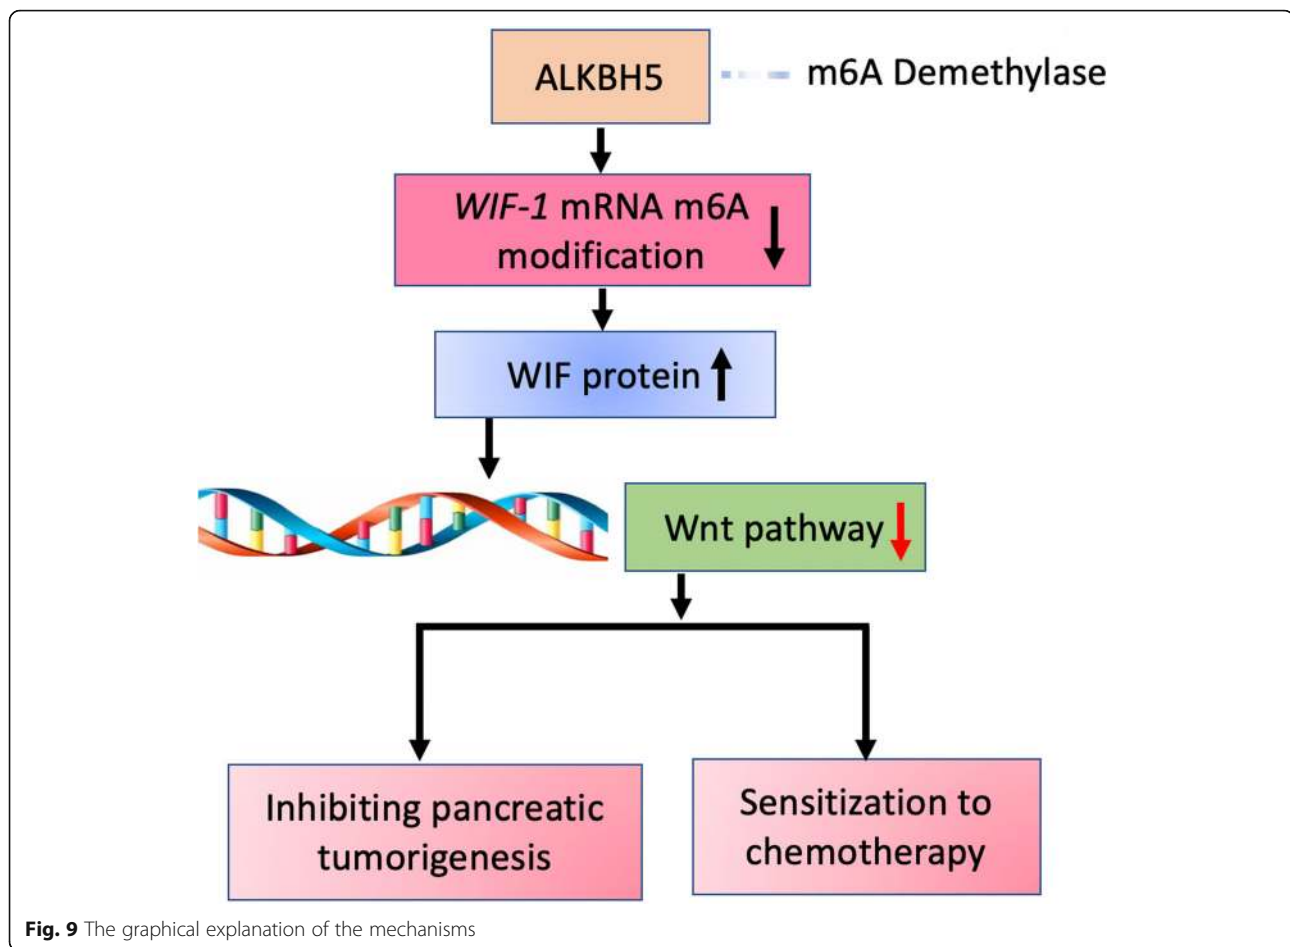 ALKBH5
m6A Demethylase
WIF-1 mRNA m6A
modification
WIF protein
Wnt pathway
Inhibiting pancreatic
tumorigenesis
Sensitization to
chemotherapy
Fig. 9 The graphical explanation of the mechanisms